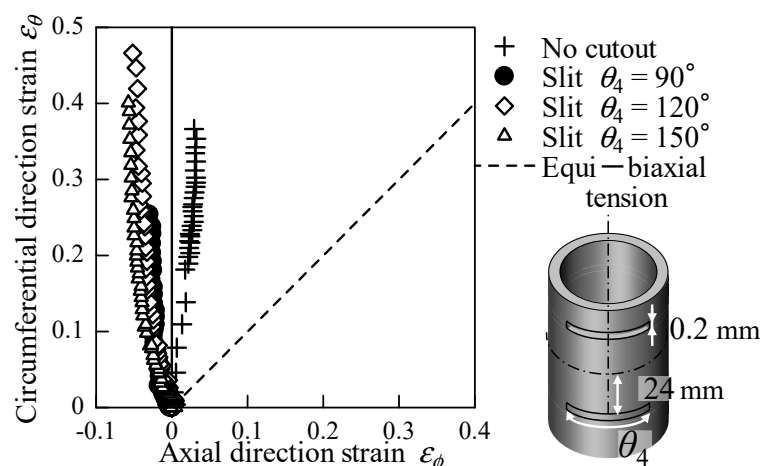 Circumferential direction strain εθ
0.5
0.4
0.3
0.2
0.1
0
-0.1 0 0.1 0.2 0.3 0.4
Axial direction strain εϕ
No cutout
Slit θ4 = 90°
Slit θ4 = 120°
Slit θ4 = 150°
Equi—biaxial
tension
0.2 mm
24 mm
θ4